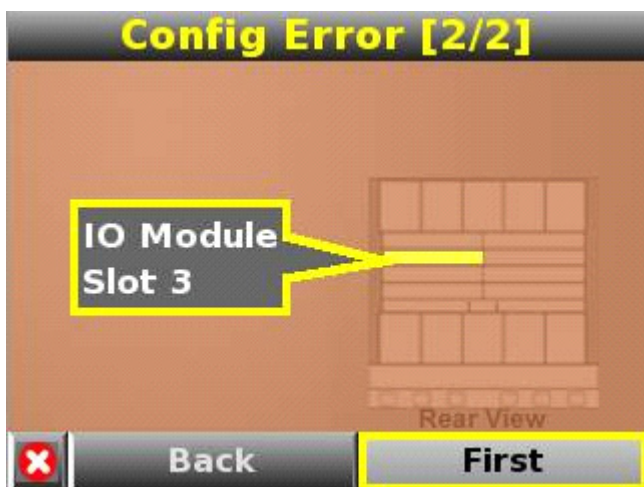 Config Error [2/2]
IO Module
Slot 3
Rear View
Back
First